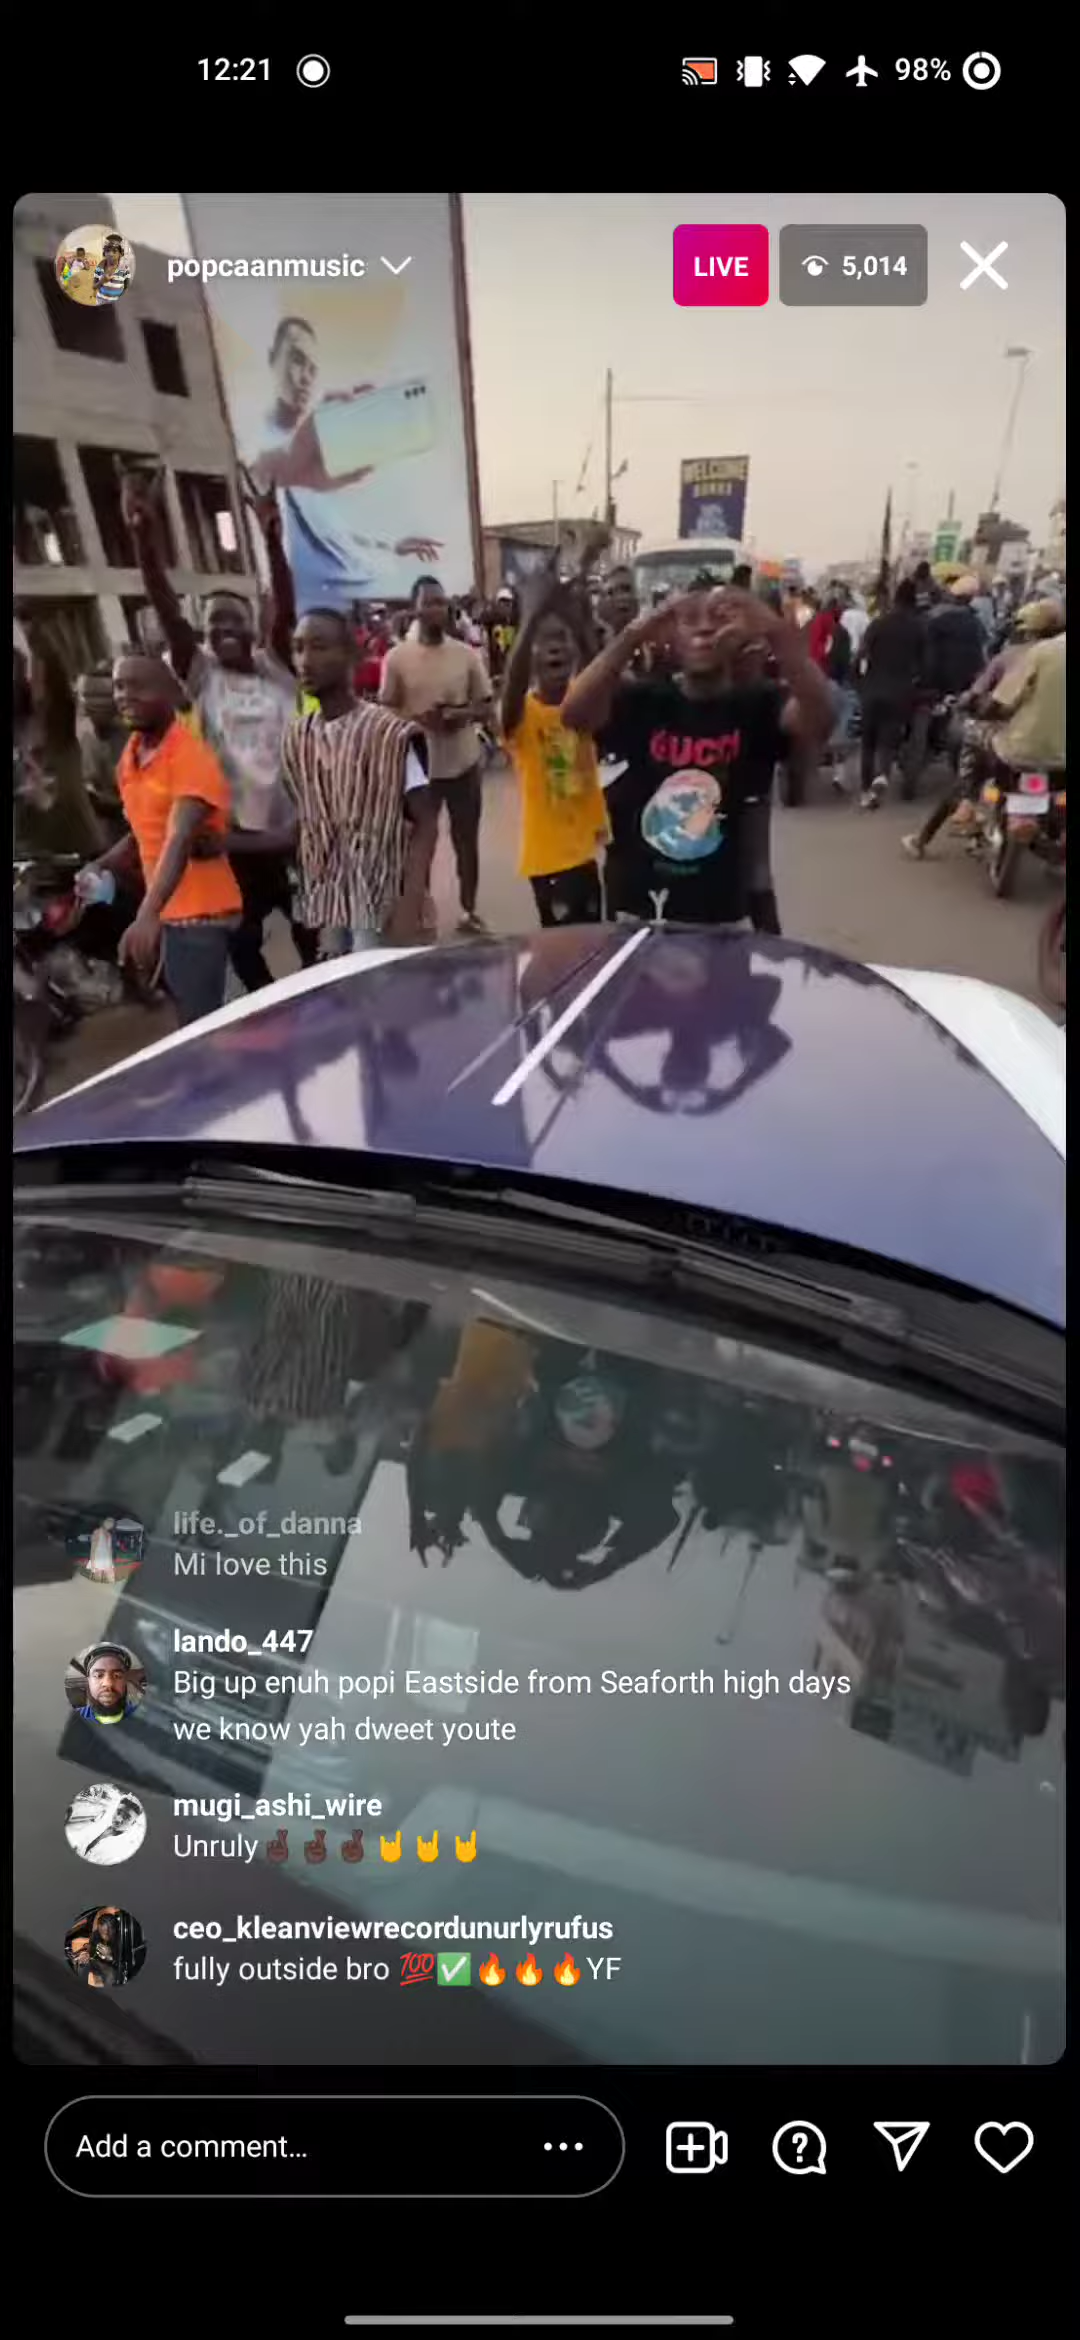 12:21
98%
popcaanmusic
LIVE
5,014
WELCOME
GUCCI
life._of_danna
Mi love this
lando_447
Big up enuh popi Eastside from Seaforth high days
we know yah dweet youte
mugi_ashi_wire
Unruly🤞🏿🤞🏿🤞🏿🤘🤘🤘
ceo_kleanviewrecordunurlyrufus
fully outside bro 💯✅🔥🔥🔥YF
Add a comment...